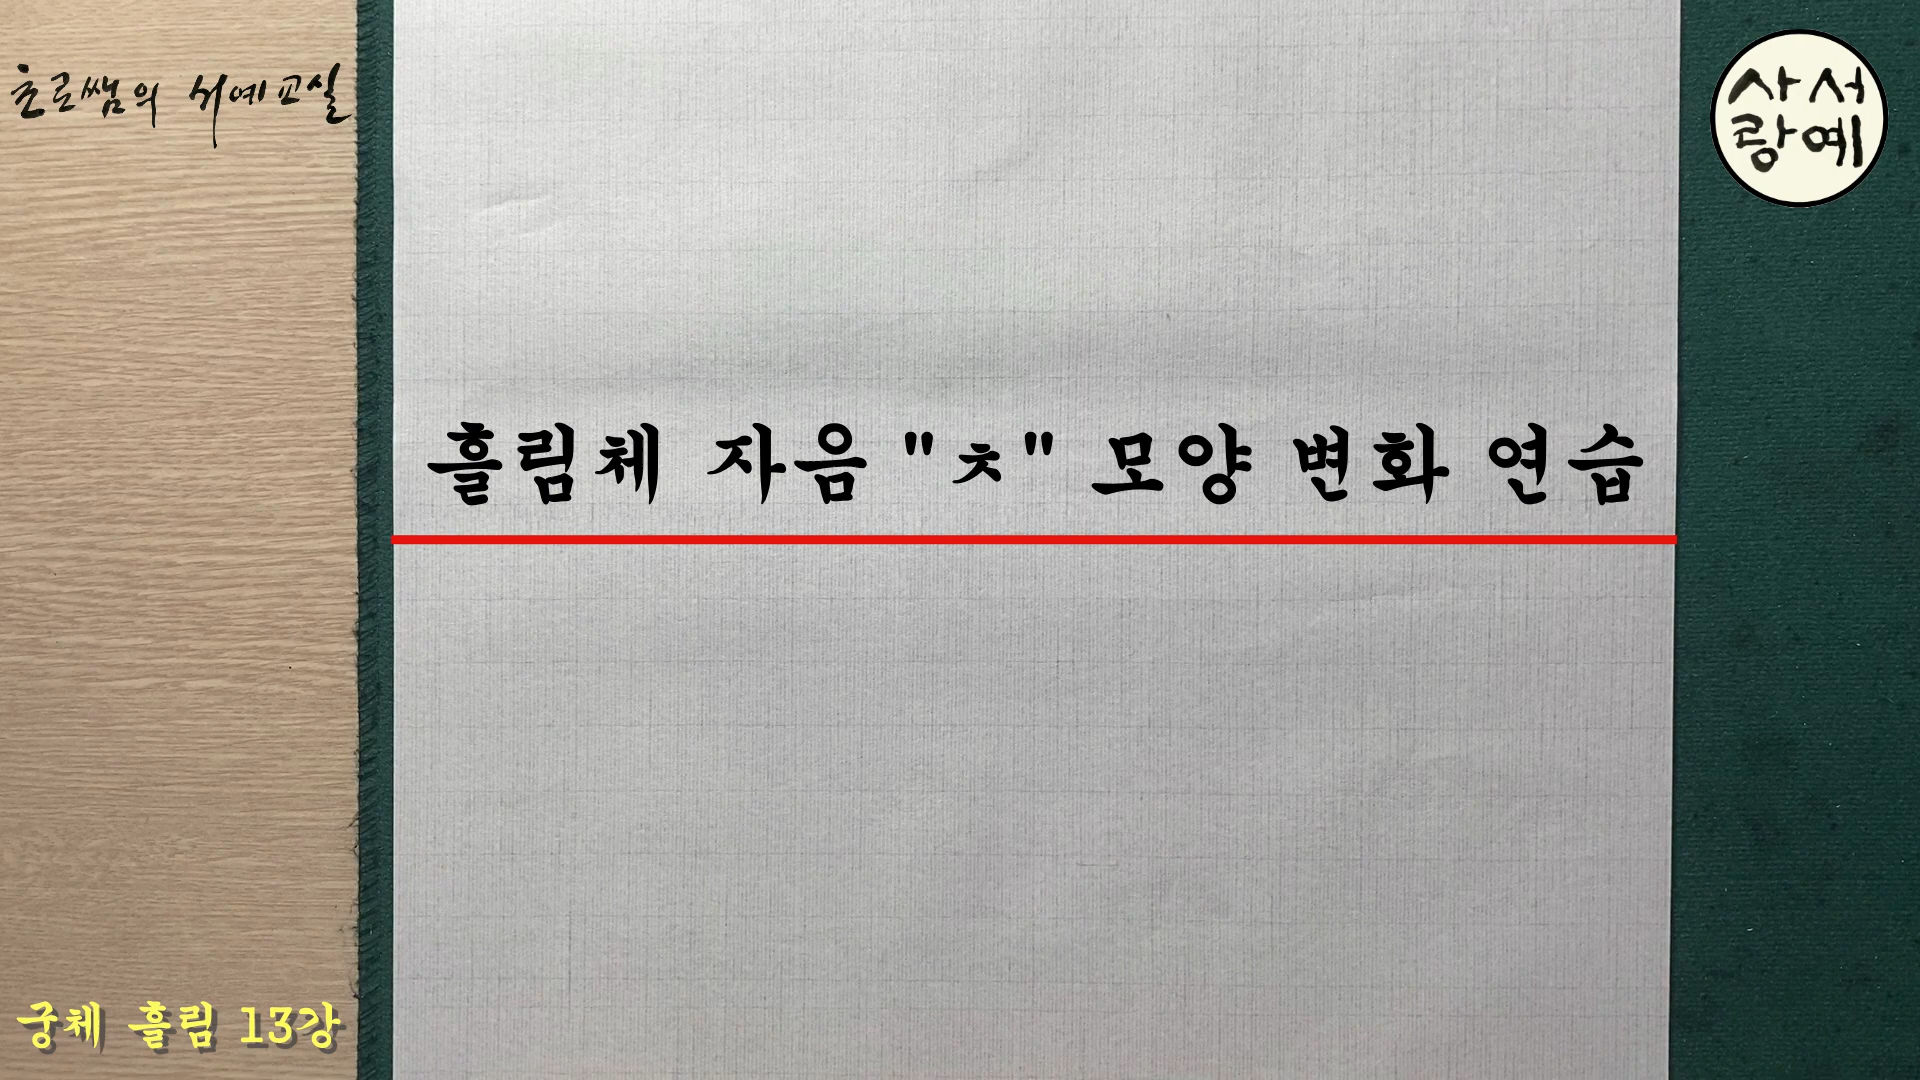 초로쌤의 서예교실
사서
랑예
흘림체 자음 "ㅊ" 모양 변화 연습
궁체 흘림 13강